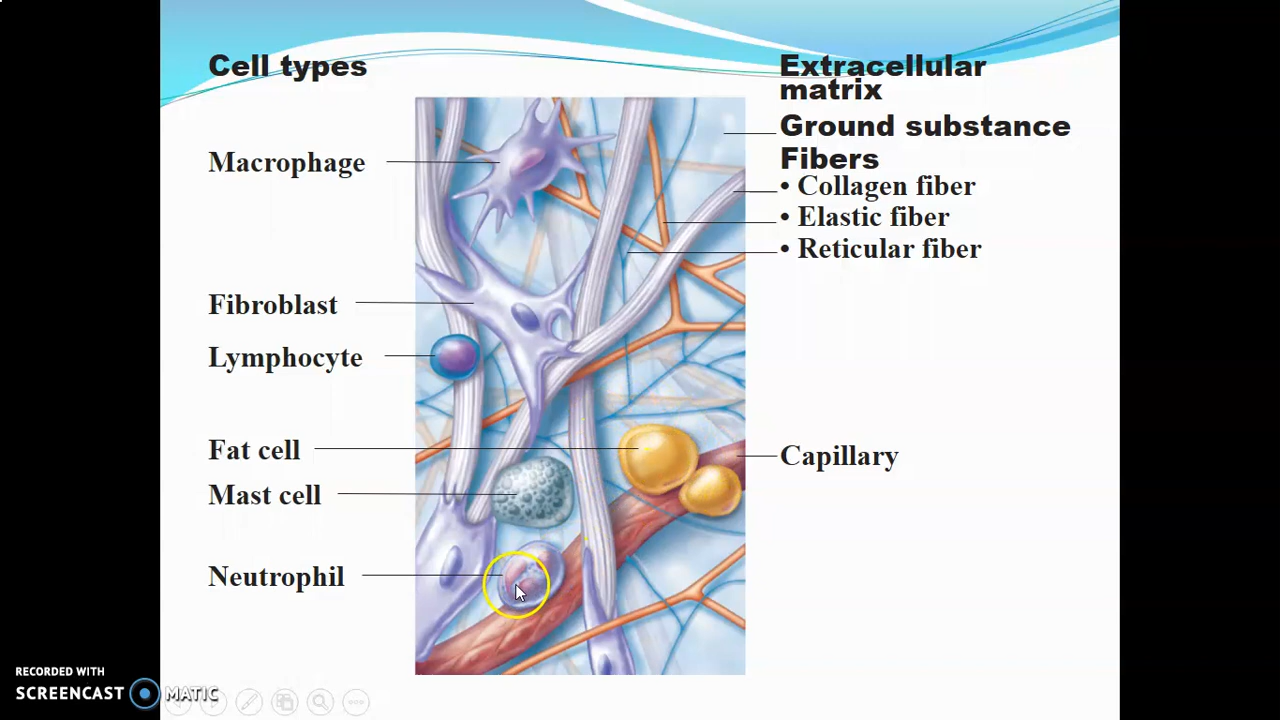 Cell types
Macrophage
Fibroblast
Lymphocyte
Fat cell
Mast cell
Neutrophil
Extracellular
matrix
Ground substance
Fibers
• Collagen fiber
• Elastic fiber
• Reticular fiber
Capillary
RECORDED WITH
SCREENCAST MATIC